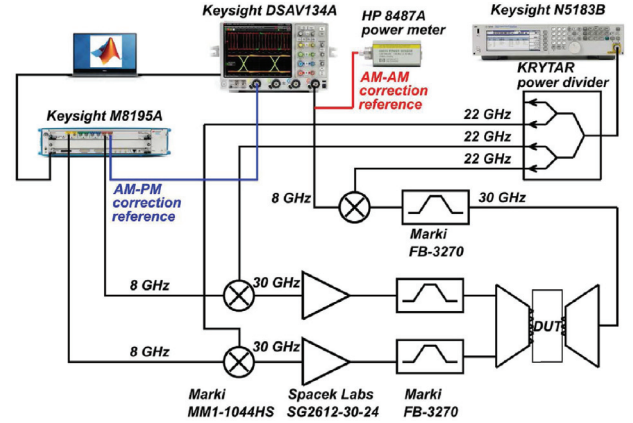 Keysight DSAV134A
HP 8487A
power meter
Keysight N5183B
AM-AM
correction
reference
KRYTAR
power divider
Keysight M8195A
22 GHz
22 GHz
22 GHz
AM-PM
correction
reference
8 GHz
30 GHz
Marki
FB-3270
8 GHz
30 GHz
DUT
8 GHz
30 GHz
Marki
MM1-1044HS
Spacek Labs
SG2612-30-24
Marki
FB-3270